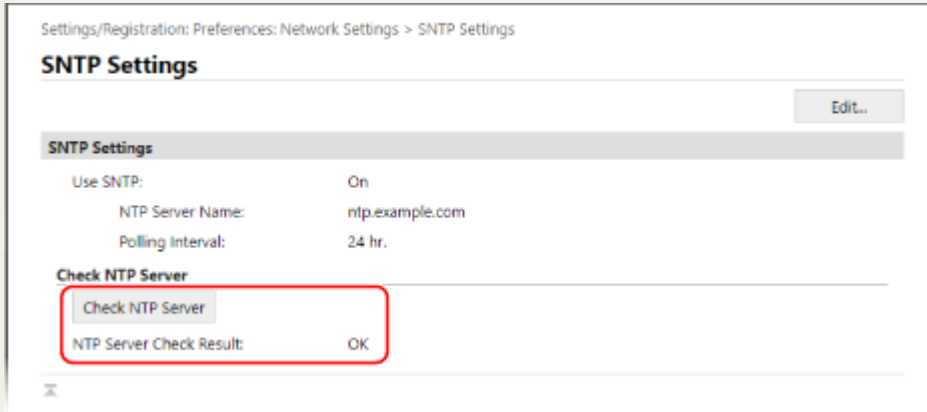 Settings/Registration: Preferences: Network Settings > SNTP Settings
SNTP Settings
Edit...
SNTP Settings
Use SNTP: On
NTP Server Name: ntp.example.com
Polling Interval: 24 hr.
Check NTP Server
Check NTP Server
NTP Server Check Result: OK